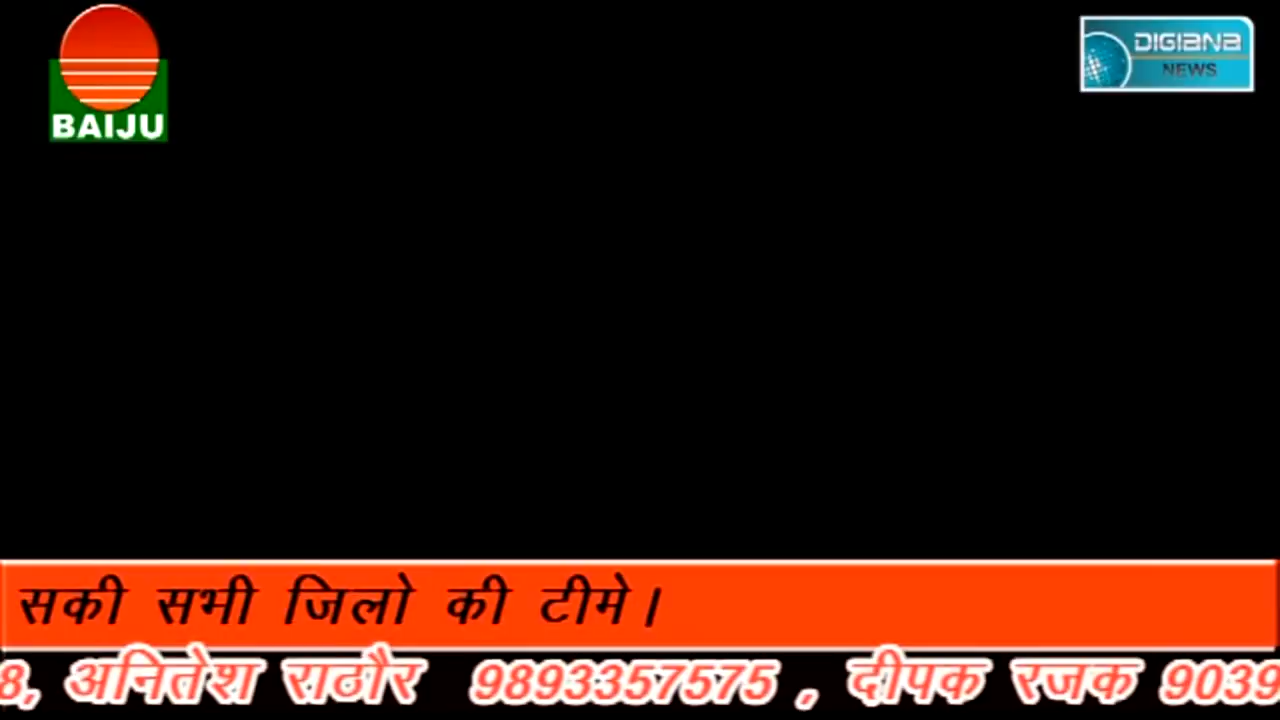 BAIJU
DIGIANA
NEWS
सकी सभी जिलो की टीमे।
8, अनितेश राठौर 9893357575 , दीपक रजक 9039